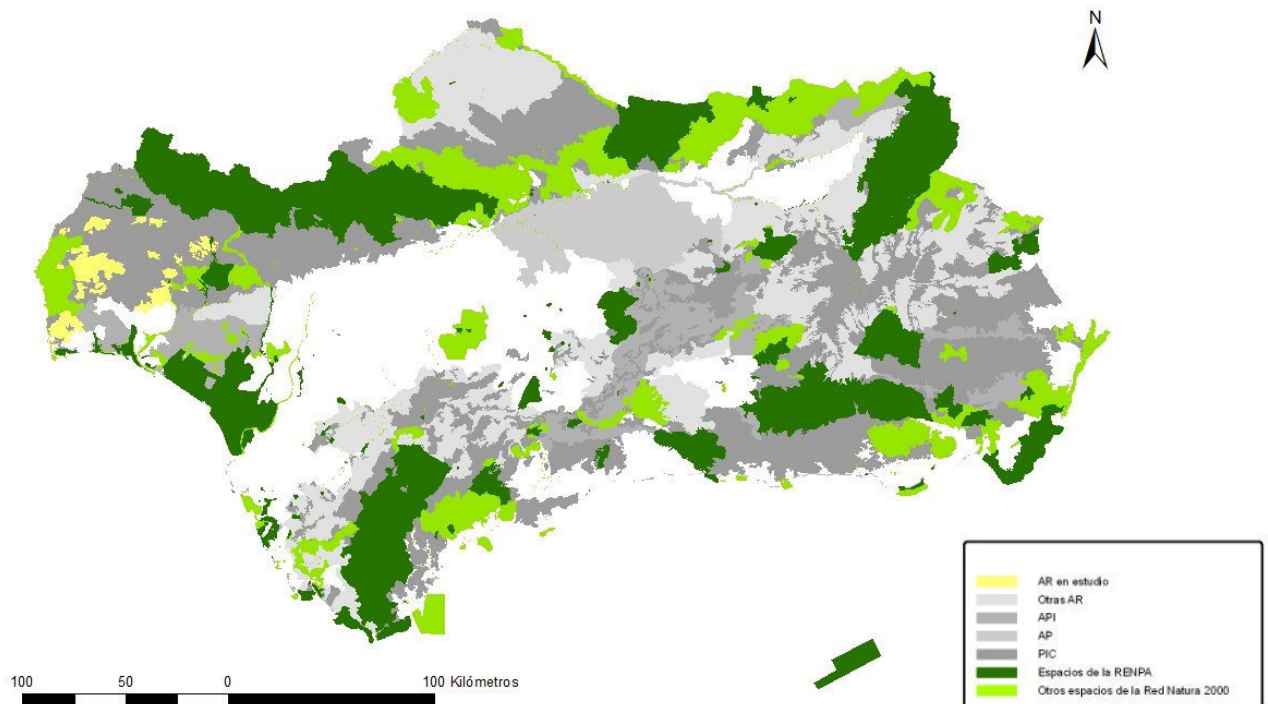 N
AR en estudio
Otras AR
API
AP
PIC
Espacios de la RENPA
Otros espacios de la Red Natura 2000
100 50 0 100 Kilómetros